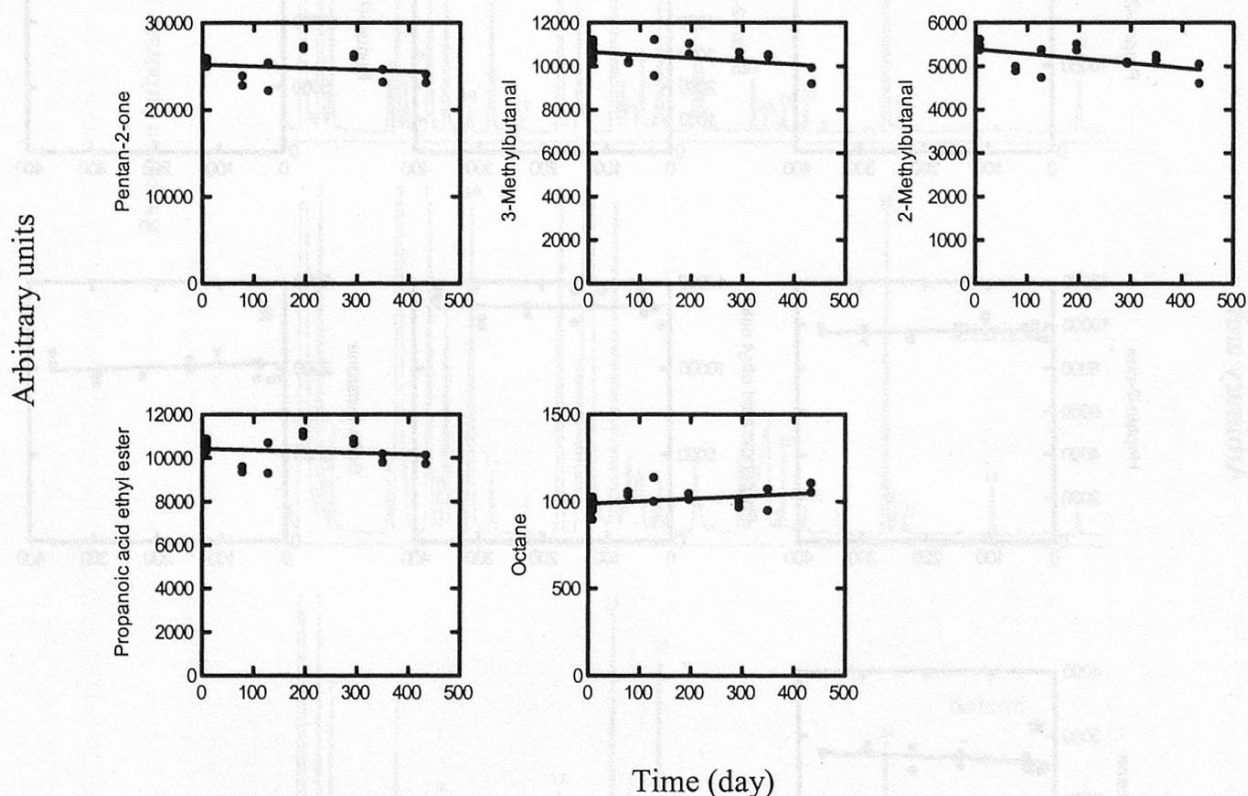 Arbitrary units
Pentan-2-one
30000
20000
10000
0
0 100 200 300 400 500
3-Methylbutanal
12000
10000
8000
6000
4000
2000
0
0 100 200 300 400 500
2-Methylbutanal
6000
5000
4000
3000
2000
1000
0
0 100 200 300 400 500
Propanoic acid ethyl ester
12000
10000
8000
6000
4000
2000
0
0 100 200 300 400 500
Octane
1500
1000
500
0
0 100 200 300 400 500
Time (day)